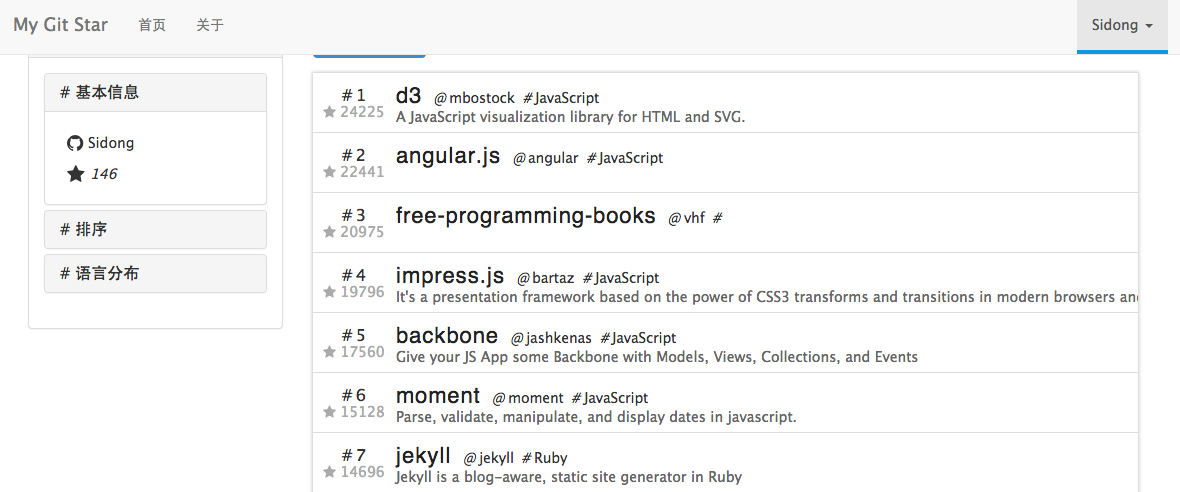 My Git Star 首页 关于 Sidong
# 基本信息
Sidong
146
# 排序
# 语言分布
#1 d3 @mbostock #JavaScript
24225 A JavaScript visualization library for HTML and SVG.
#2 angular.js @angular #JavaScript
22441
#3 free-programming-books @vhf #
20975
#4 impress.js @bartaz #JavaScript
19796 It's a presentation framework based on the power of CSS3 transforms and transitions in modern browsers and
#5 backbone @jashkenas #JavaScript
17560 Give your JS App some Backbone with Models, Views, Collections, and Events
#6 moment @moment #JavaScript
15128 Parse, validate, manipulate, and display dates in javascript.
#7 jekyll @jekyll #Ruby
14696 Jekyll is a blog-aware, static site generator in Ruby